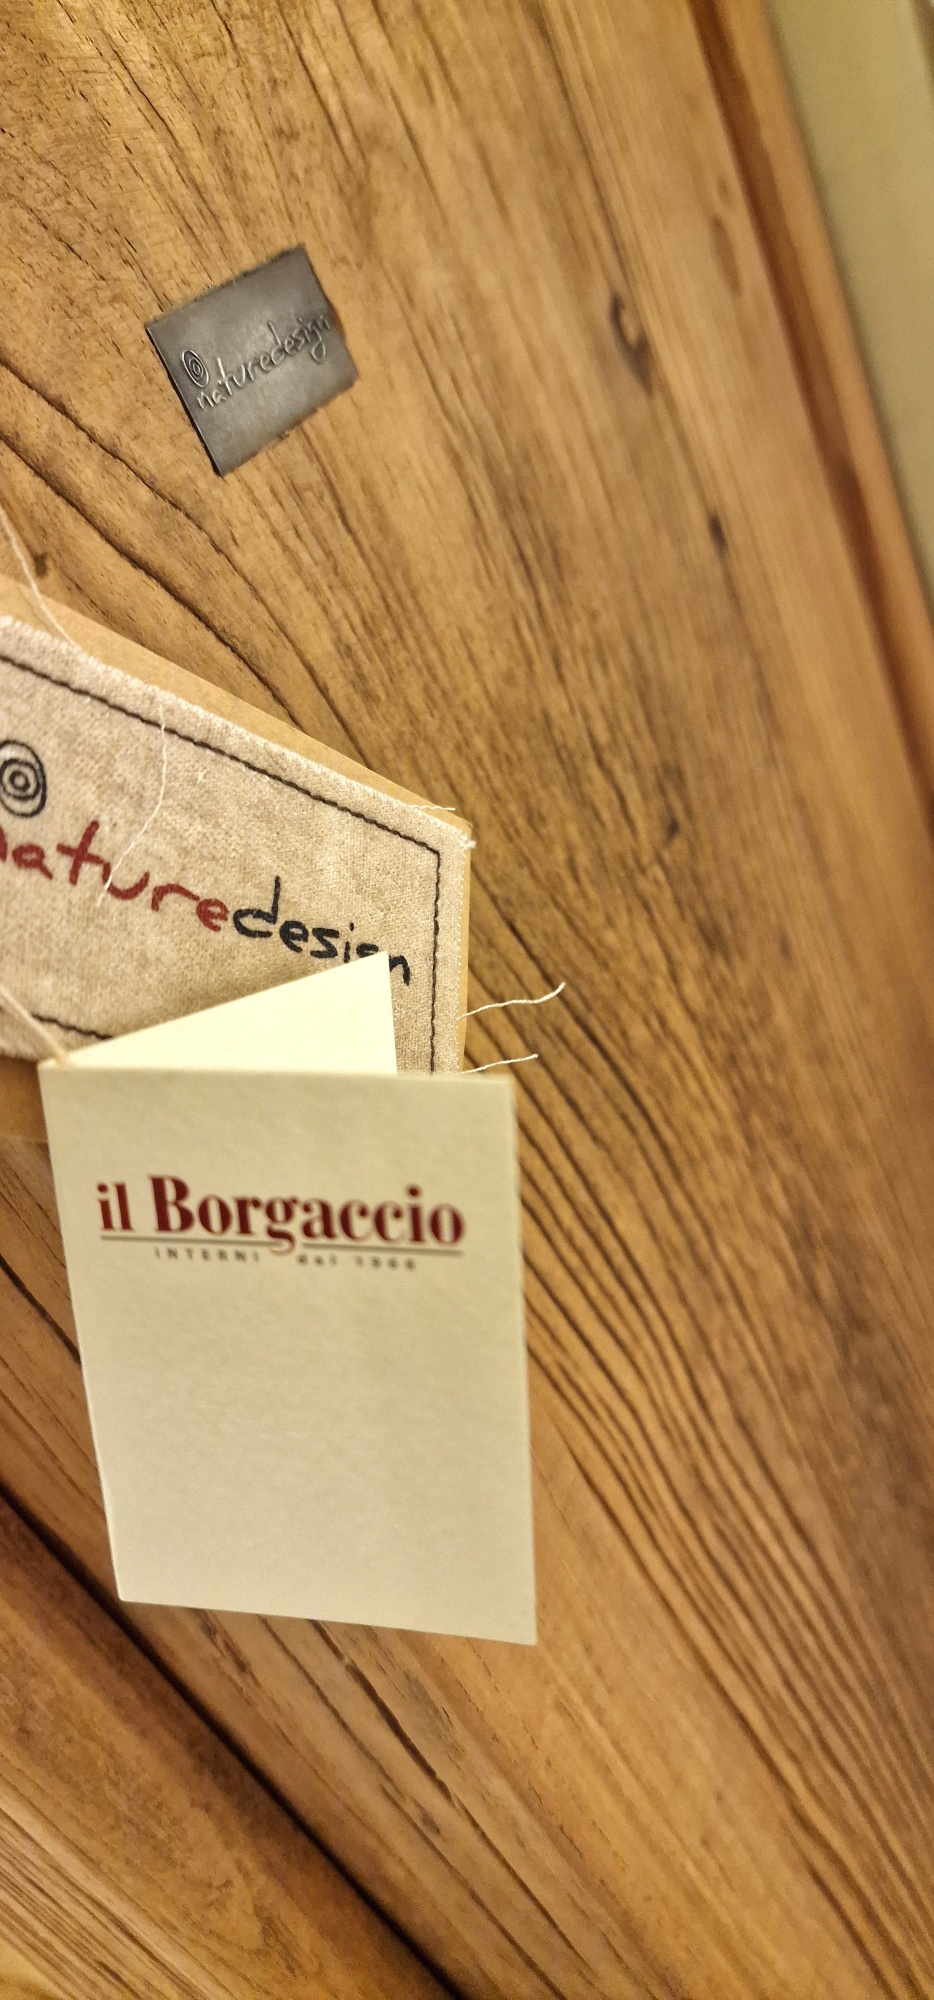 naturedesign
naturedesign
il Borgaccio
INTERNI dal 1966